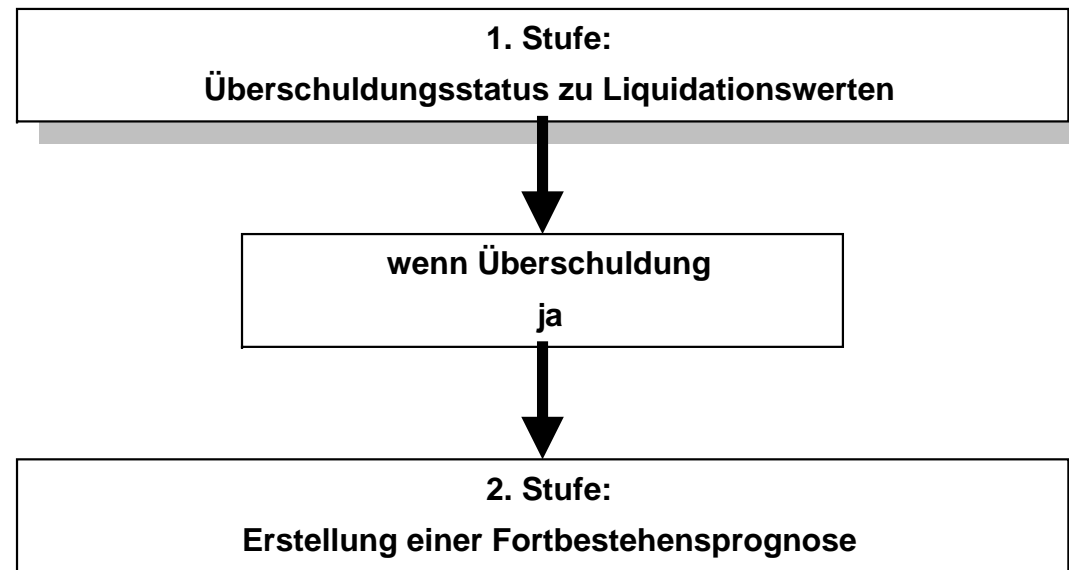 1. Stufe:
Überschuldungsstatus zu Liquidationswerten
wenn Überschuldung
ja
2. Stufe:
Erstellung einer Fortbestehensprognose